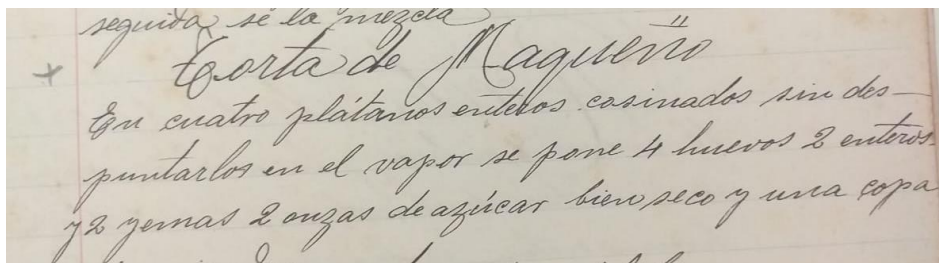 seguida se la mezcla
Torta de Maqueño
En cuatro plátanos enteros cosinados sin des-
puntarlos en el vapor se pone 4 huevos 2 enteros
y 2 yemas 2 onzas de azúcar bien seco y una copa